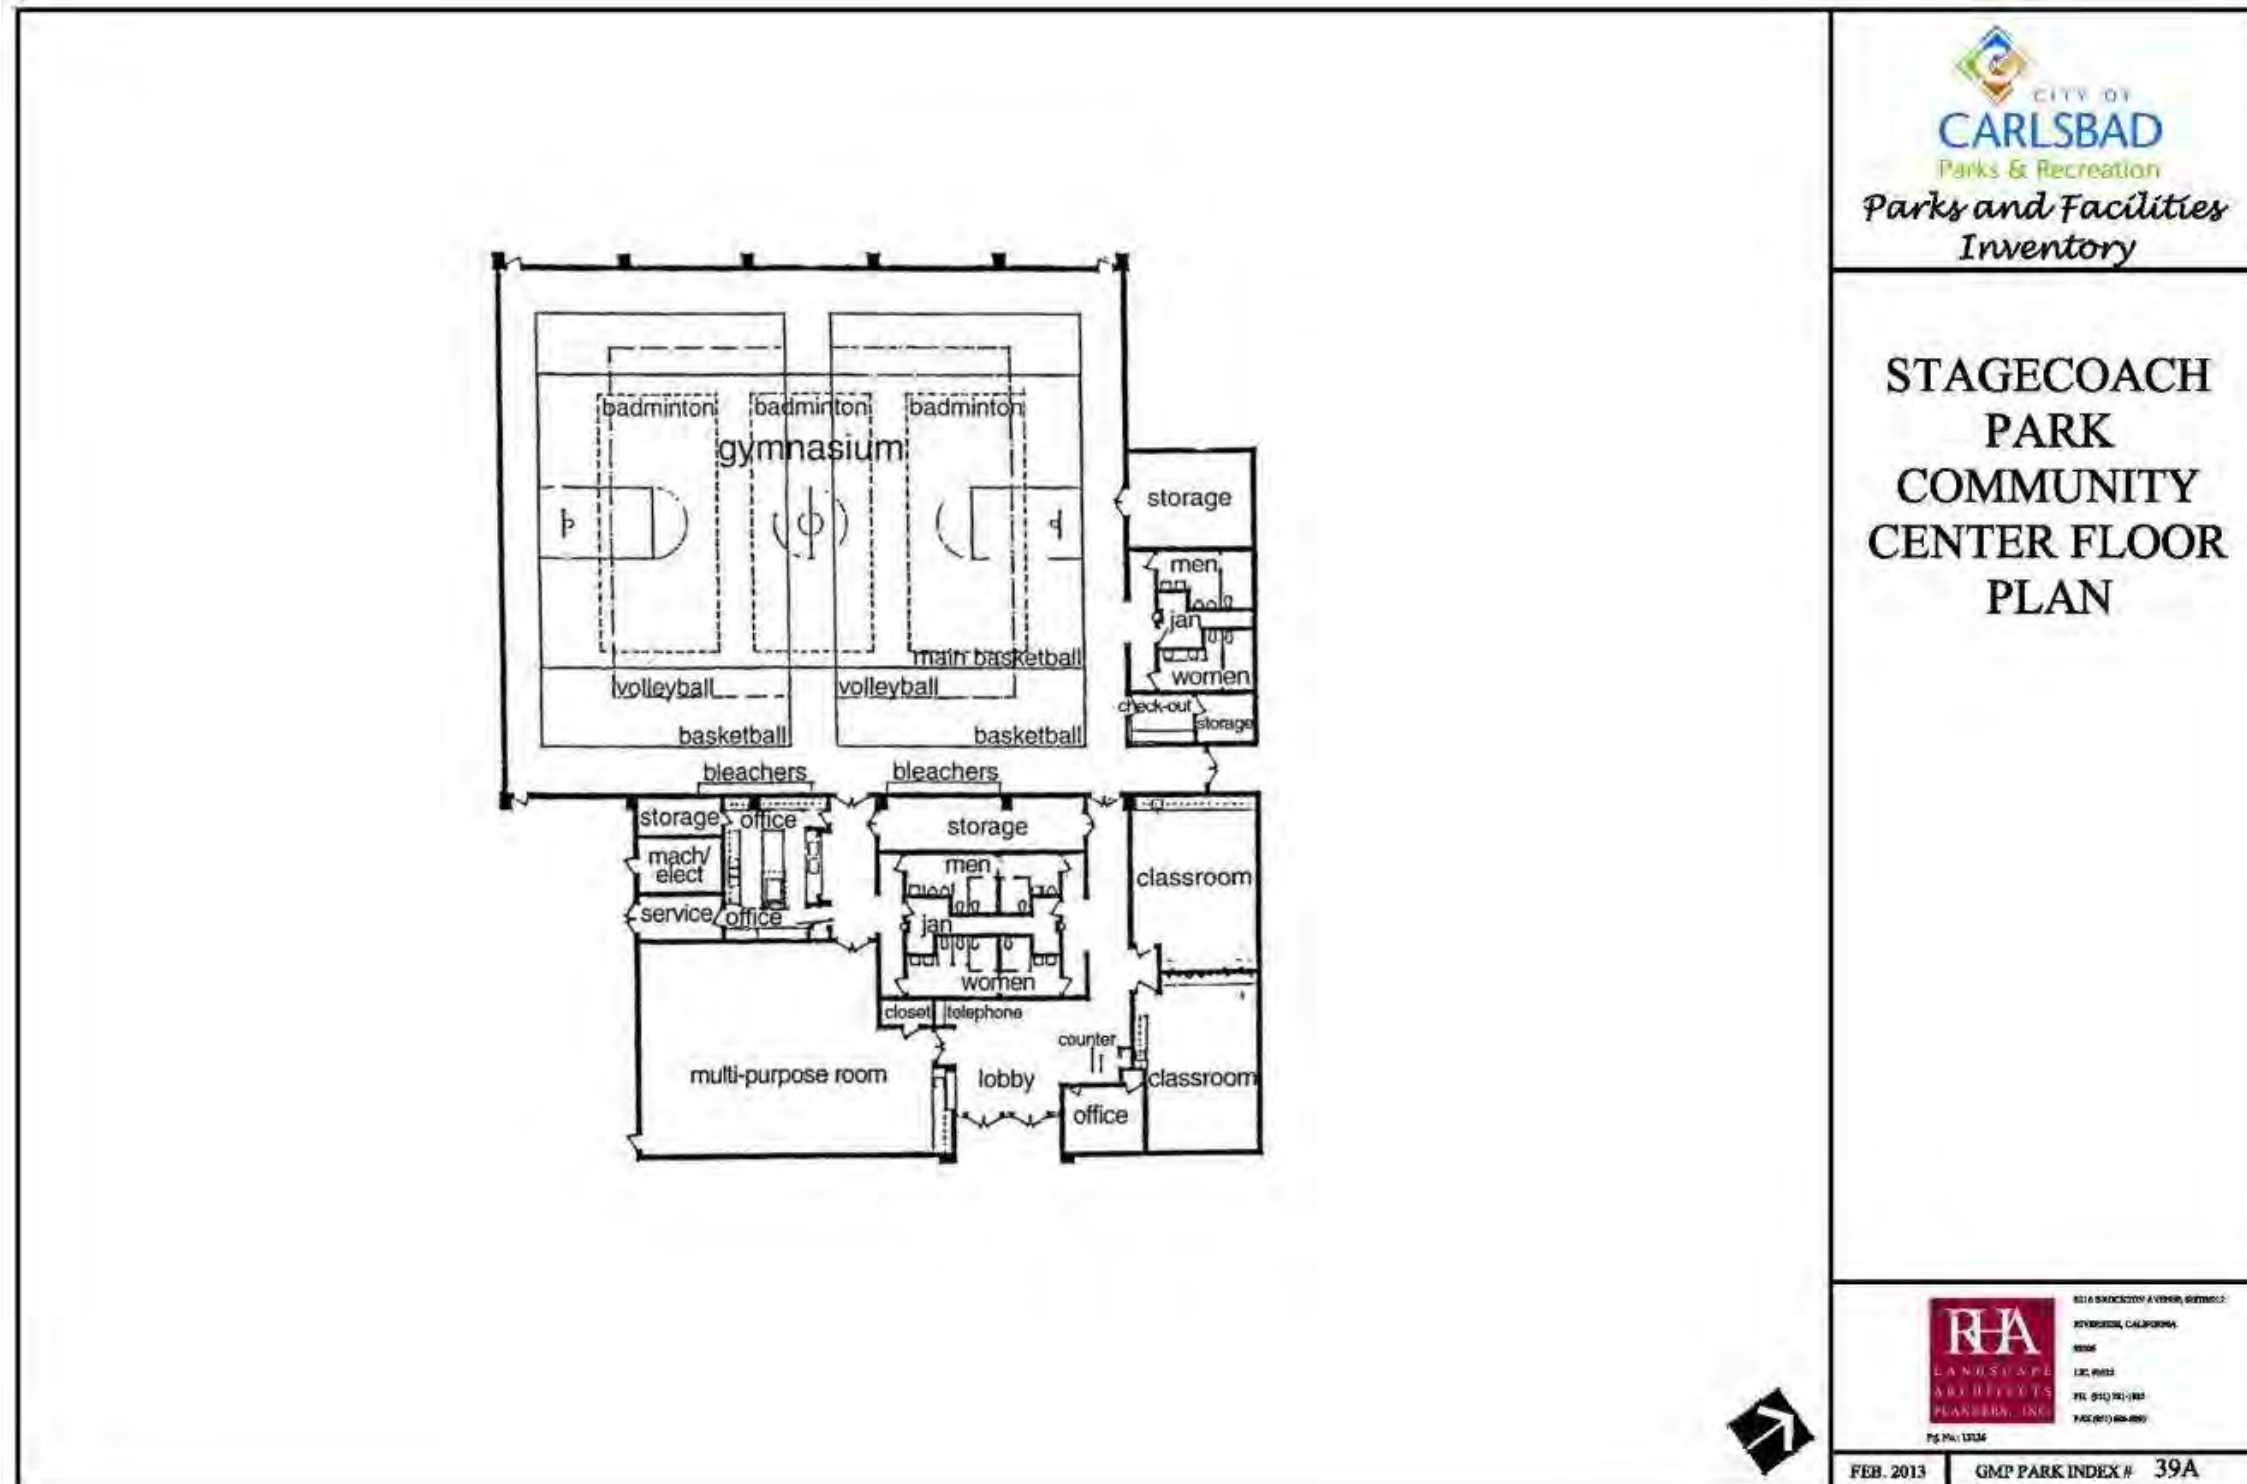 CITY OF
CARLSBAD
Parks & Recreation
Parks and Facilities
Inventory
STAGECOACH
PARK
COMMUNITY
CENTER FLOOR
PLAN
badminton badminton badminton
gymnasium
storage
men
jan
main basketball
women
volleyball volleyball
check-out
storage
basketball basketball
bleachers bleachers
storage office
storage
mach/
elect
men
classroom
service office
jan
women
closet telephone
counter
multi-purpose room
lobby
classroom
office
RHA
LANDSCAPE
ARCHITECTS
PLANNERS, INC.
RIVERSIDE, CALIFORNIA
FEB. 2013
GMP PARK INDEX # 39A